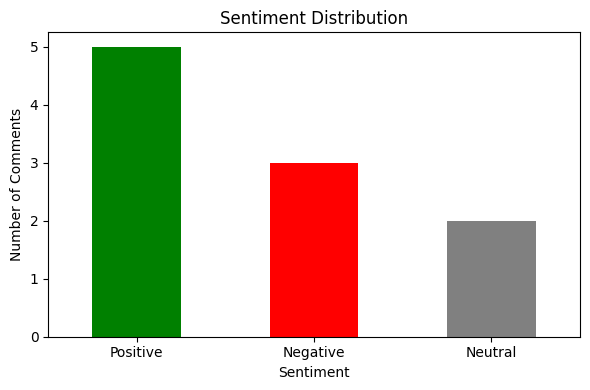 Sentiment Distribution
Number of Comments
5
4
3
2
1
0
Positive Negative Neutral
Sentiment